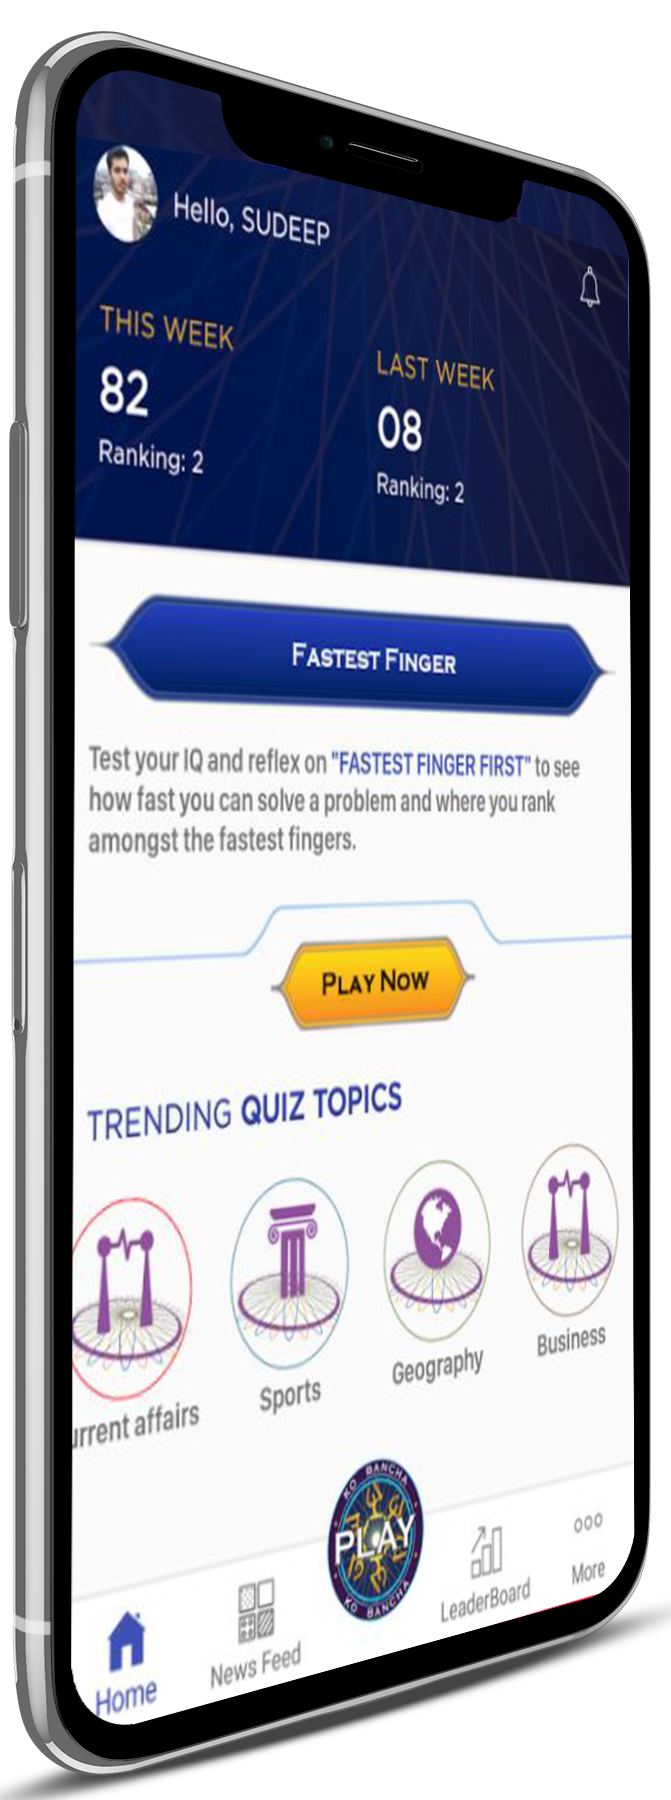 Hello, SUDEEP
THIS WEEK
82
Ranking: 2
LAST WEEK
08
Ranking: 2
FASTEST FINGER
Test your IQ and reflex on "FASTEST FINGER FIRST" to see
how fast you can solve a problem and where you rank
amongst the fastest fingers.
PLAY NOW
TRENDING QUIZ TOPICS
urrent affairs
Sports
Geography
Business
Home
News Feed
KO BANCHA
PLAY
KO BANCHA
LeaderBoard
More